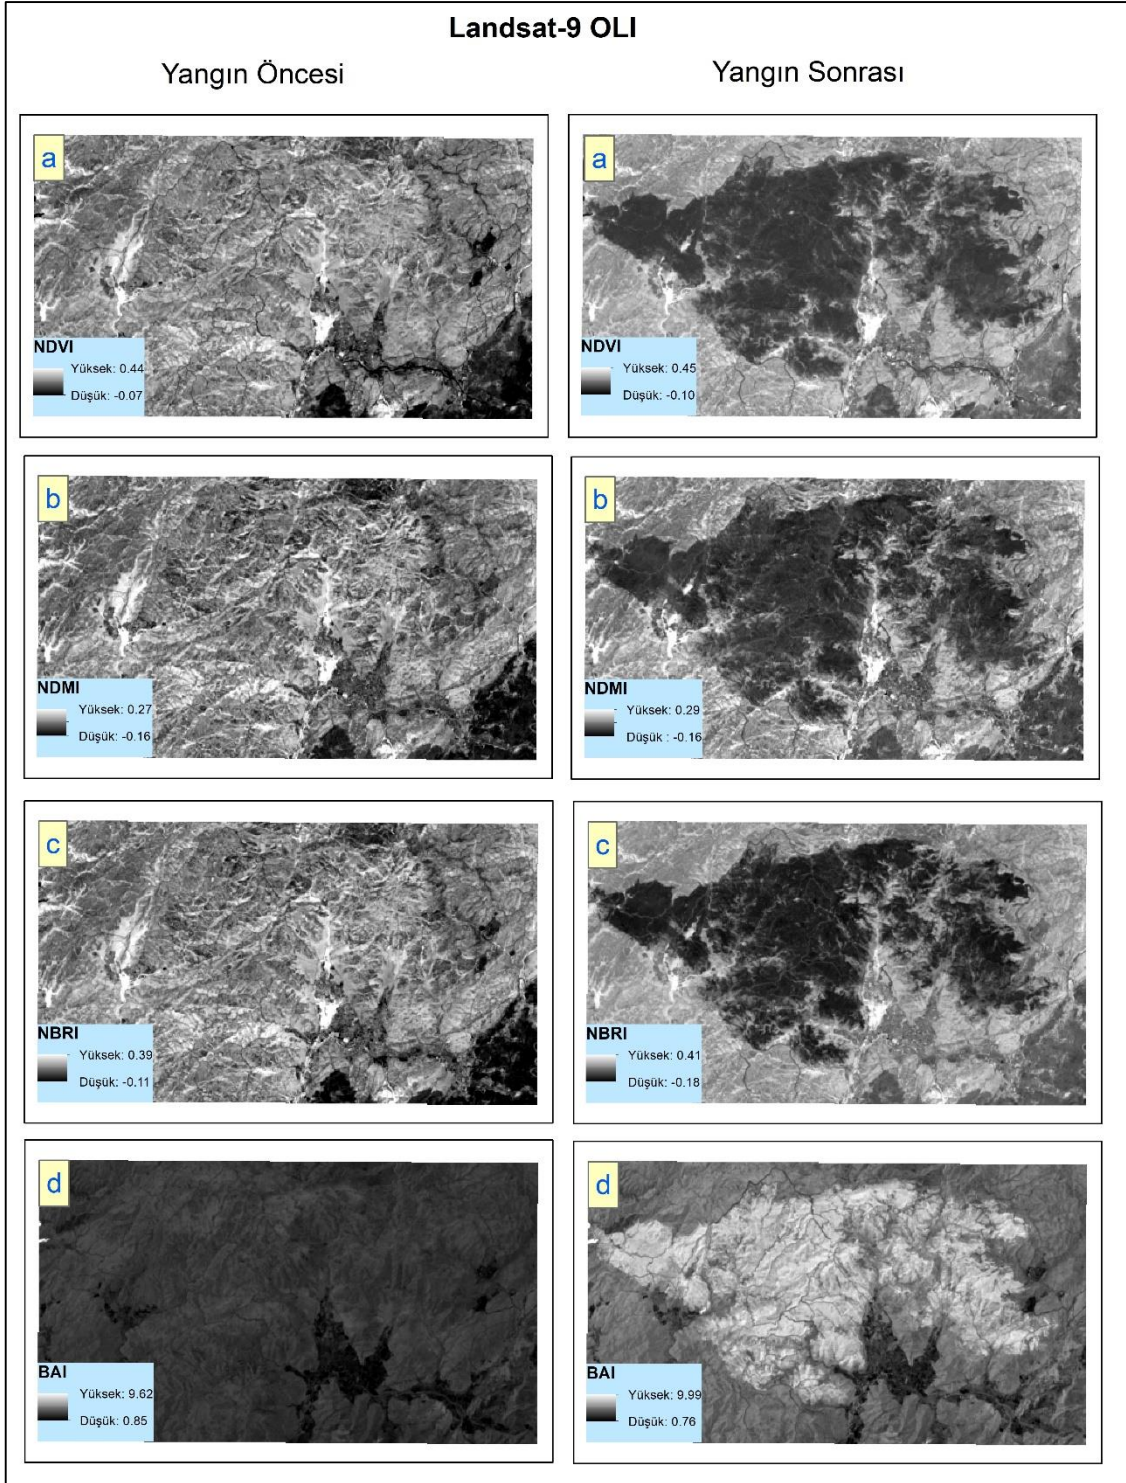 Landsat-9 OLI
Yangın Öncesi
Yangın Sonrası
a
NDVI
Yüksek: 0.44
Düşük: -0.07
a
NDVI
Yüksek: 0.45
Düşük: -0.10
b
NDMI
Yüksek: 0.27
Düşük: -0.16
b
NDMI
Yüksek: 0.29
Düşük : -0.16
c
NBRI
Yüksek: 0.39
Düşük: -0.11
c
NBRI
Yüksek: 0.41
Düşük: -0.18
d
BAI
Yüksek: 9.62
Düşük: 0.85
d
BAI
Yüksek: 9.99
Düşük: 0.76